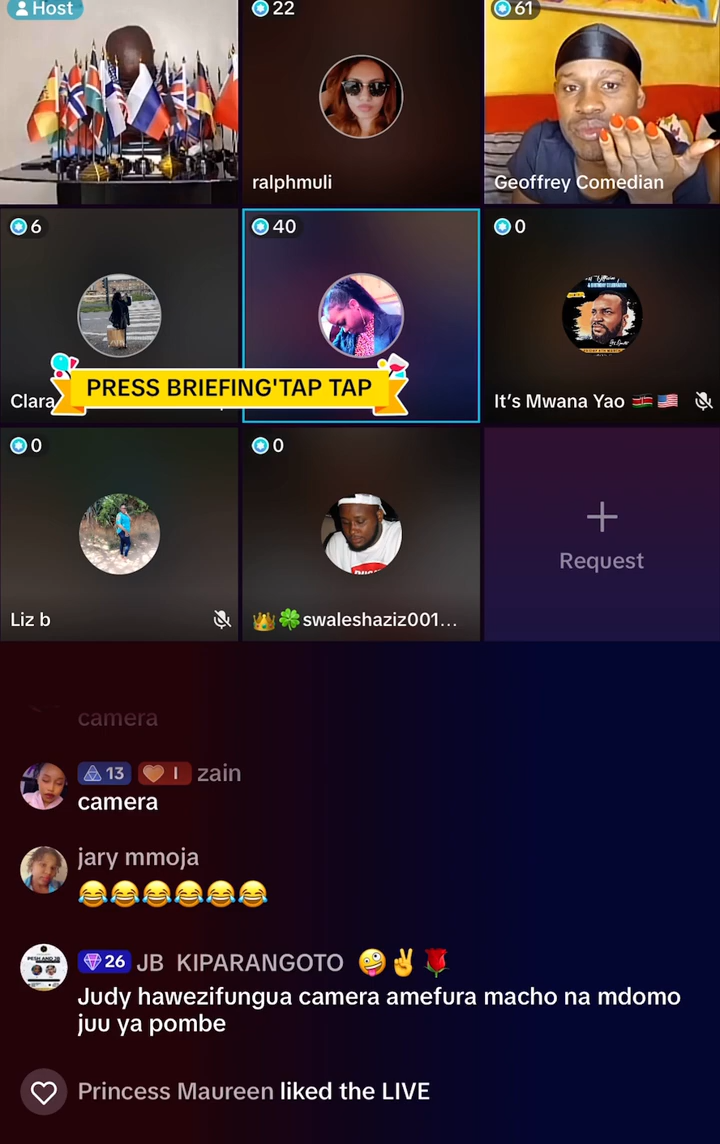 Host
22
61
ralphmuli
Geoffrey Comedian
6
40
0
PRESS BRIEFING'TAP TAP
Clara
It's Mwana Yao 🇰🇪 🇺🇸
0
0
Request
Liz b
👑🍀swaleshaziz001...
camera
13 I zain
camera
jary mmoja
😂😂😂😂😂😂
26 JB KIPARANGOTO 🤪✌️🌹
Judy hawezifungua camera amefura macho na mdomo
juu ya pombe
Princess Maureen liked the LIVE